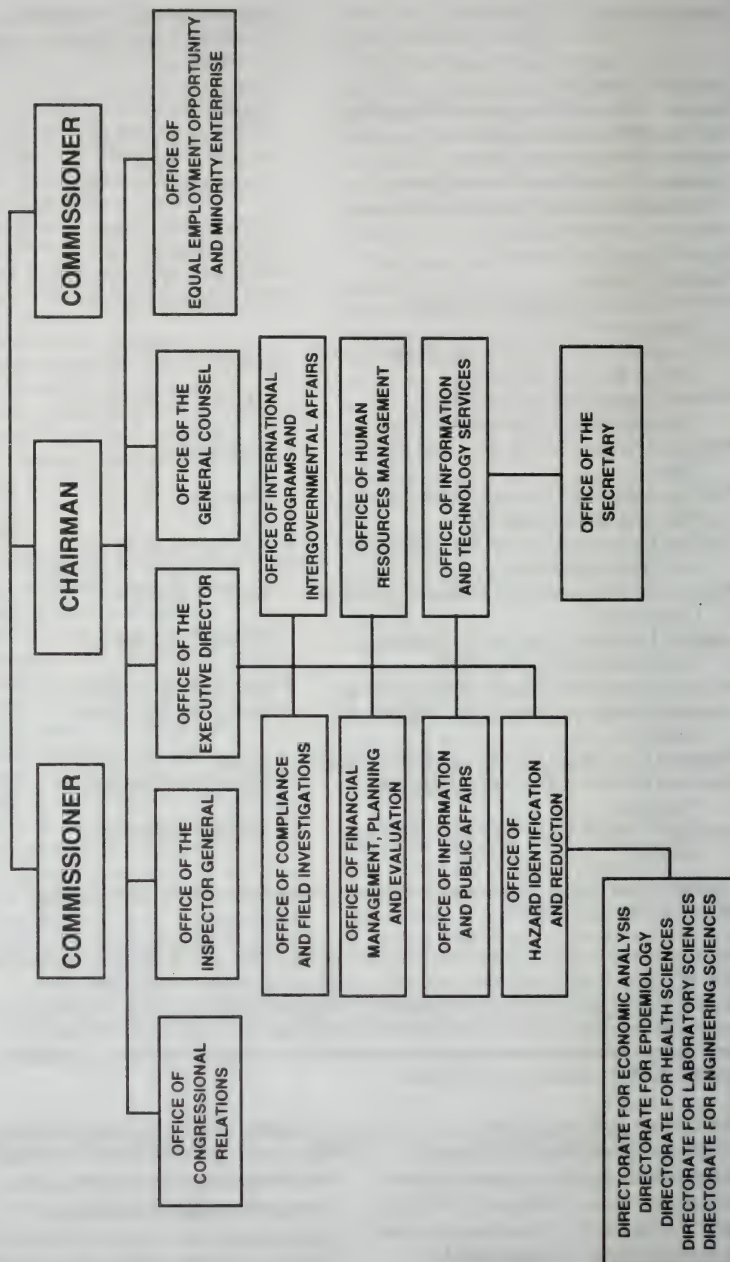 COMMISSIONER
CHAIRMAN
COMMISSIONER
OFFICE OF
CONGRESSIONAL
RELATIONS
OFFICE OF THE
INSPECTOR GENERAL
OFFICE OF THE
EXECUTIVE DIRECTOR
OFFICE OF THE
GENERAL COUNSEL
OFFICE OF
EQUAL EMPLOYMENT OPPORTUNITY
AND MINORITY ENTERPRISE
OFFICE OF COMPLIANCE
AND FIELD INVESTIGATIONS
OFFICE OF INTERNATIONAL
PROGRAMS AND
INTERGOVERNMENTAL AFFAIRS
OFFICE OF FINANCIAL
MANAGEMENT, PLANNING
AND EVALUATION
OFFICE OF HUMAN
RESOURCES MANAGEMENT
OFFICE OF INFORMATION
AND PUBLIC AFFAIRS
OFFICE OF INFORMATION
AND TECHNOLOGY SERVICES
OFFICE OF
HAZARD IDENTIFICATION
AND REDUCTION
OFFICE OF THE
SECRETARY
DIRECTORATE FOR ECONOMIC ANALYSIS
DIRECTORATE FOR EPIDEMIOLOGY
DIRECTORATE FOR HEALTH SCIENCES
DIRECTORATE FOR LABORATORY SCIENCES
DIRECTORATE FOR ENGINEERING SCIENCES